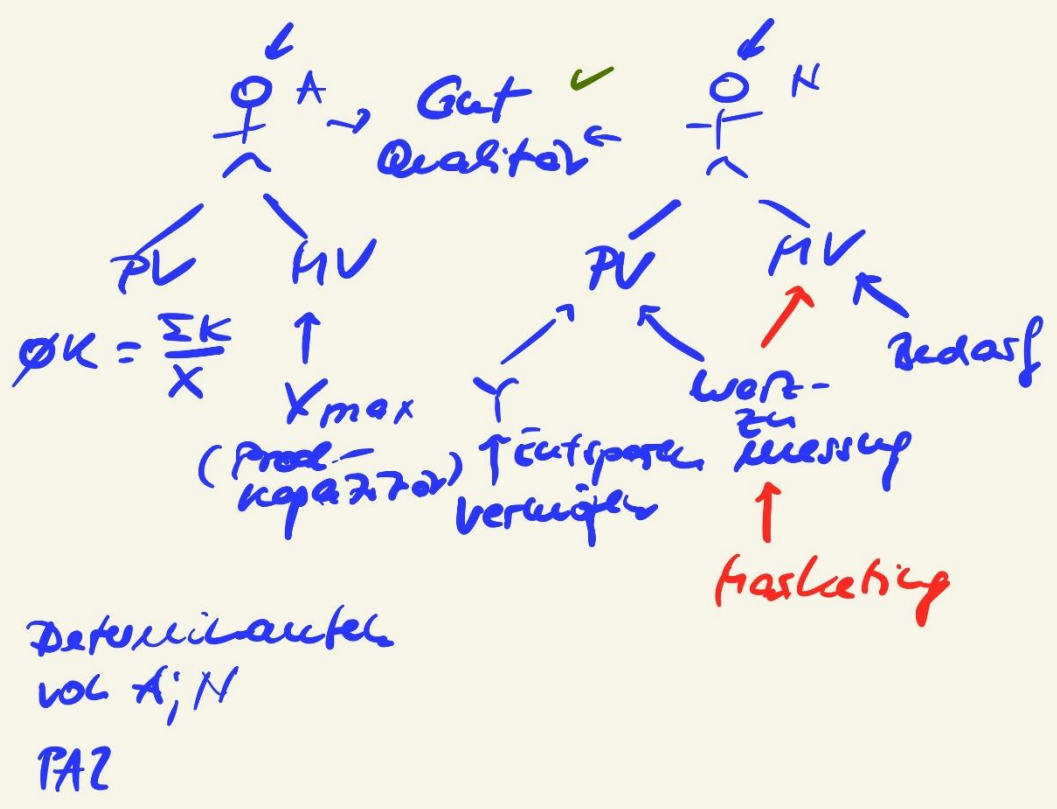 A
N
Gut
Qualität
PV
MV
PV
MV
ØK = ΣK
X
Xmax
(Prod-
kapazität)
Y
Bedarf
Wert-
zu
messung
Entsparen
Vermögen
Marketing
Determinanten
von A; N